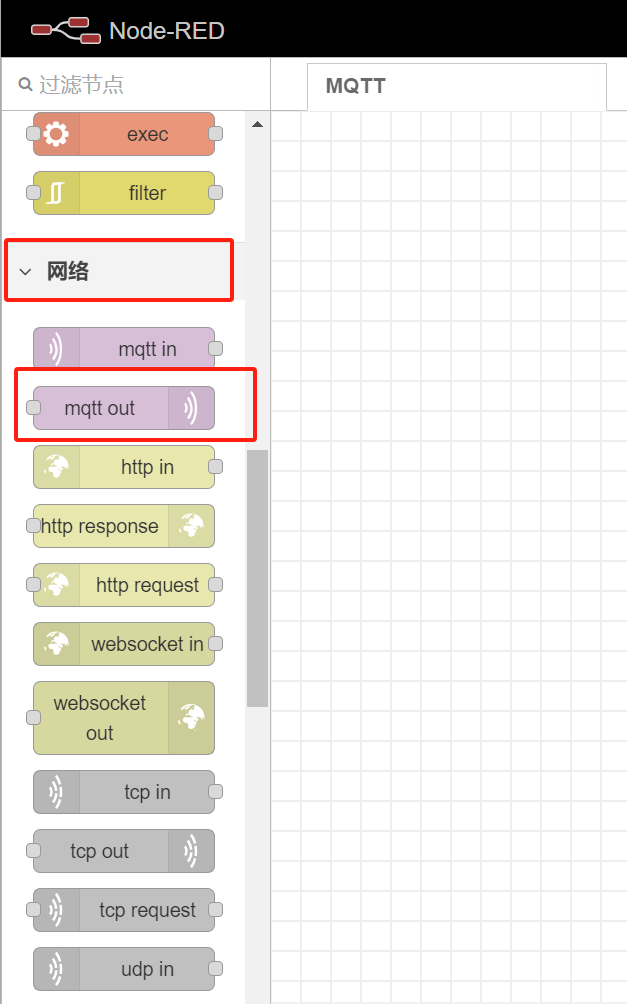 Node-RED
过滤节点
MQTT
exec
filter
网络
mqtt in
mqtt out
http in
http response
http request
websocket in
websocket
out
tcp in
tcp out
tcp request
udp in